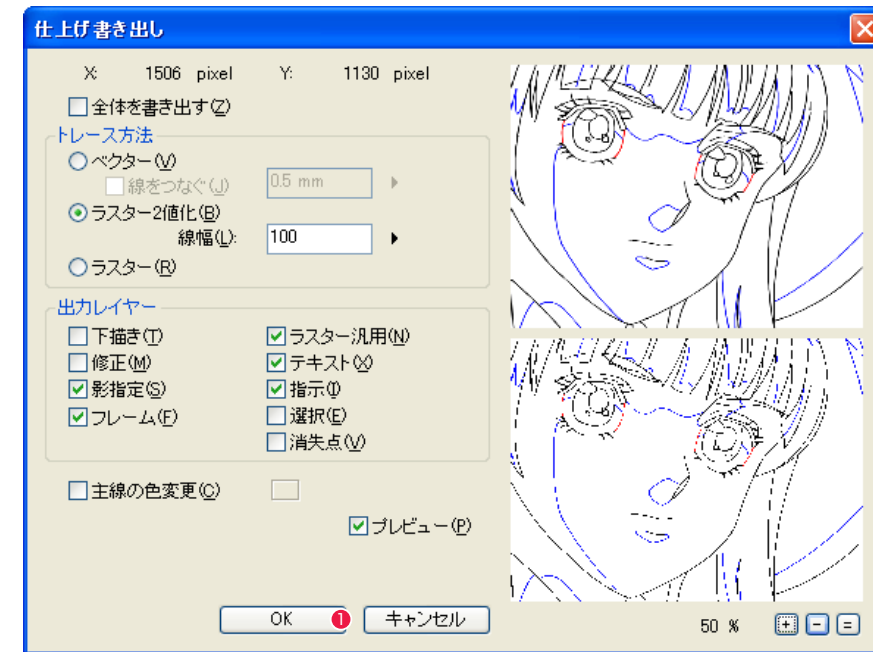 仕上げ書き出し
X: 1506 pixel Y: 1130 pixel
全体を書き出す(Z)
トレース方法
ベクター(V)
線をつなぐ(J) 0.5 mm
ラスター2値化(B)
線幅(L): 100
ラスター(R)
出力レイヤー
下描き(T) ラスター汎用(N)
修正(M) テキスト(X)
影指定(S) 指示(I)
フレーム(F) 選択(E)
消失点(V)
主線の色変更(C)
プレビュー(P)
OK 1 キャンセル
50 % + - =